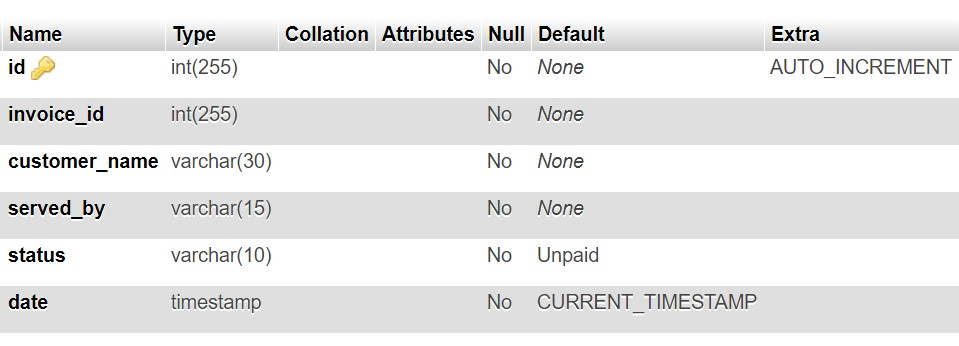 Name Type Collation Attributes Null Default Extra
id int(255) No None AUTO_INCREMENT
invoice_id int(255) No None
customer_name varchar(30) No None
served_by varchar(15) No None
status varchar(10) No Unpaid
date timestamp No CURRENT_TIMESTAMP